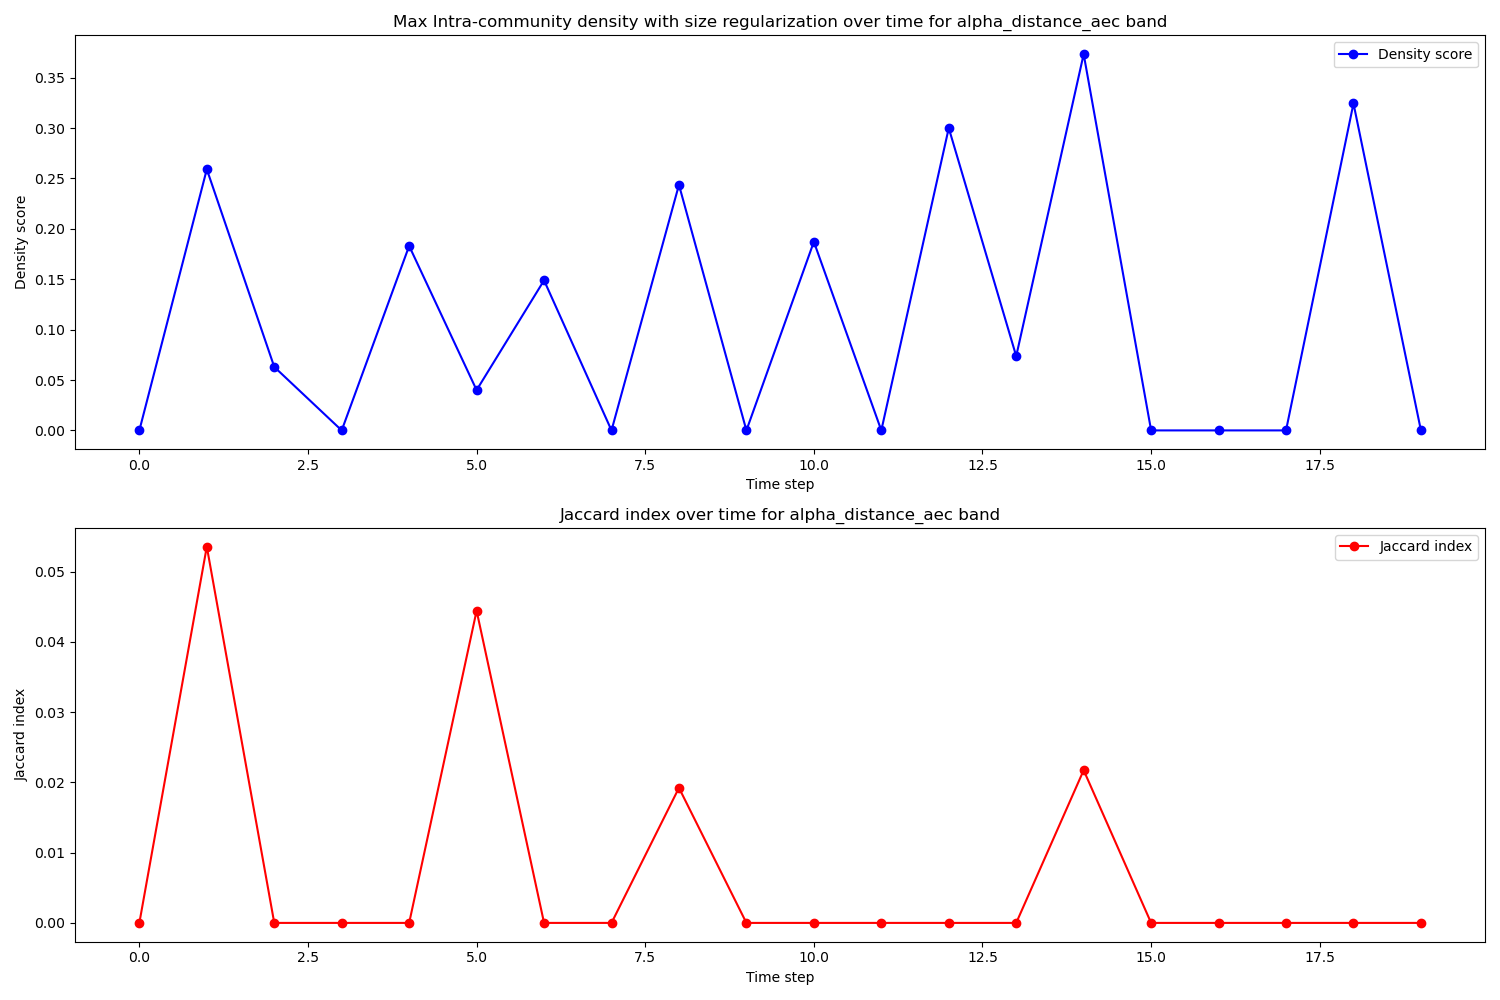 Max Intra-community density with size regularization over time for alpha_distance_aec band
Density score
0.35
0.30
0.25
0.20
0.15
0.10
0.05
0.00
Density score
0.0 2.5 5.0 7.5 10.0 12.5 15.0 17.5
Time step
Jaccard index over time for alpha_distance_aec band
Jaccard index
0.05
0.04
0.03
0.02
0.01
0.00
Jaccard index
0.0 2.5 5.0 7.5 10.0 12.5 15.0 17.5
Time step